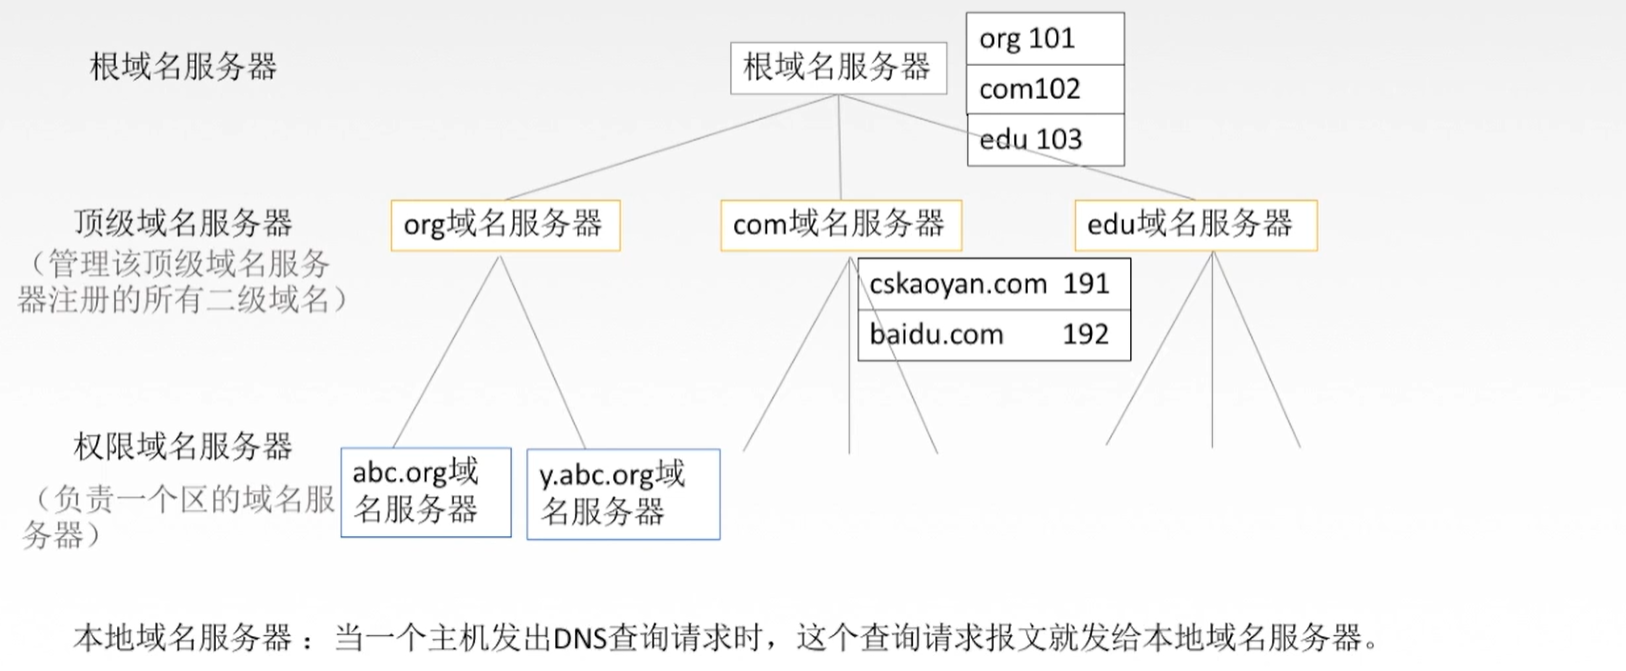 根域名服务器
根域名服务器
org 101
com102
edu 103
顶级域名服务器
（管理该顶级域名服务
器注册的所有二级域名）
org域名服务器
com域名服务器
edu域名服务器
cskaoyan.com 191
baidu.com 192
权限域名服务器
（负责一个区的域名服
务器）
abc.org域
名服务器
y.abc.org域
名服务器
本地域名服务器：当一个主机发出DNS查询请求时，这个查询请求报文就发给本地域名服务器。